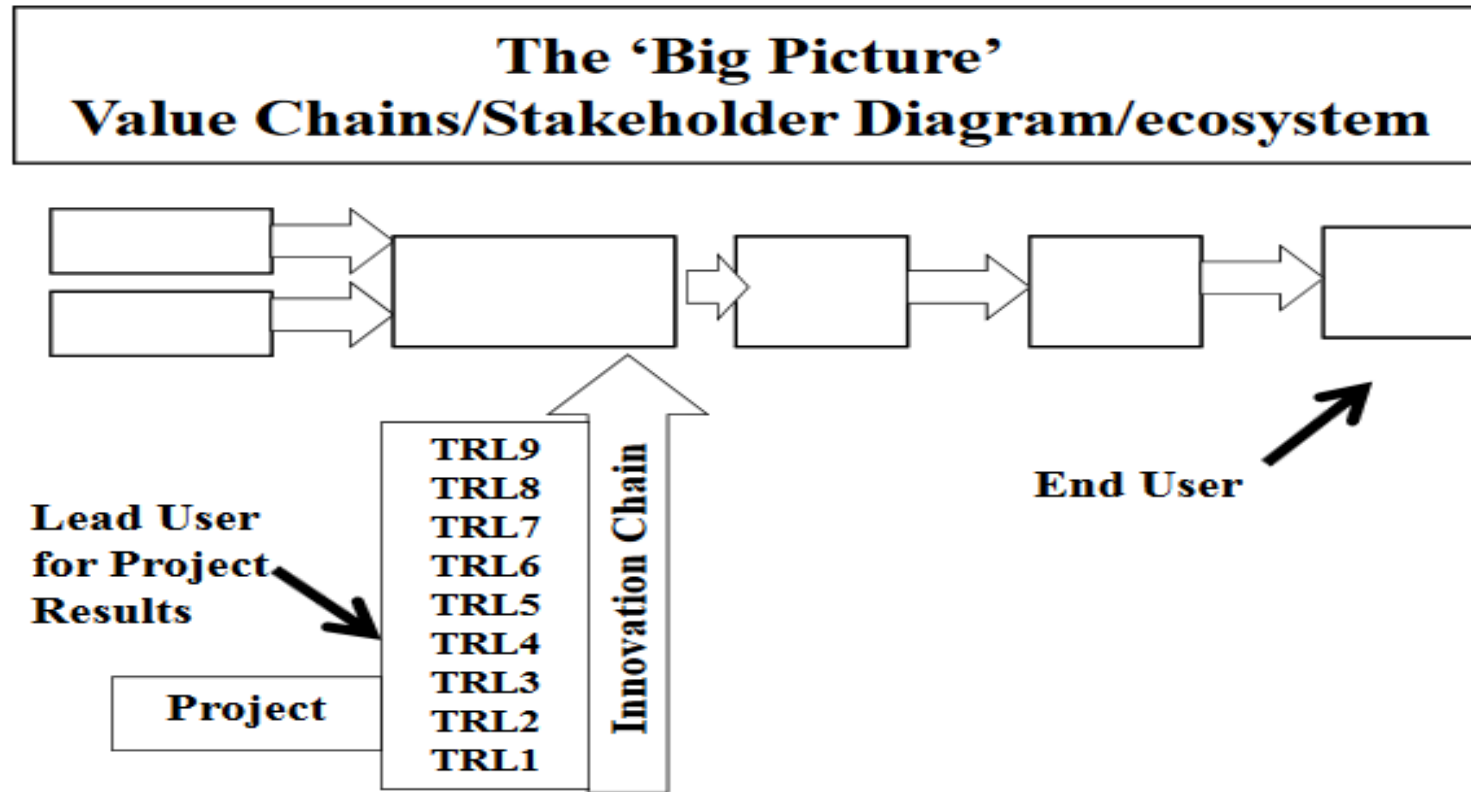 The ‘Big Picture’
Value Chains/Stakeholder Diagram/ecosystem
TRL9
TRL8
TRL7
TRL6
TRL5
TRL4
TRL3
TRL2
TRL1
Innovation Chain
Lead User
for Project
Results
Project
End User